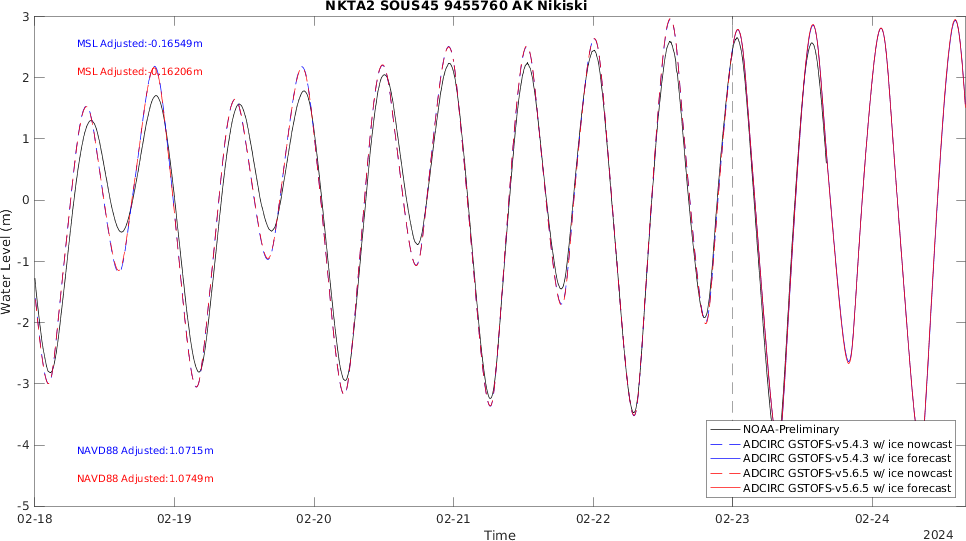 NKTA2 SOUS45 9455760 AK Nikiski
3
2
1
0
-1
-2
-3
-4
-5
Water Level (m)
MSL Adjusted:-0.16549m
MSL Adjusted:-0.16206m
NAVD88 Adjusted:1.0715m
NAVD88 Adjusted:1.0749m
NOAA-Preliminary
ADCIRC GSTOFS-v5.4.3 w/ ice nowcast
ADCIRC GSTOFS-v5.4.3 w/ ice forecast
ADCIRC GSTOFS-v5.6.5 w/ ice nowcast
ADCIRC GSTOFS-v5.6.5 w/ ice forecast
02-18 02-19 02-20 02-21 02-22 02-23 02-24
Time
2024